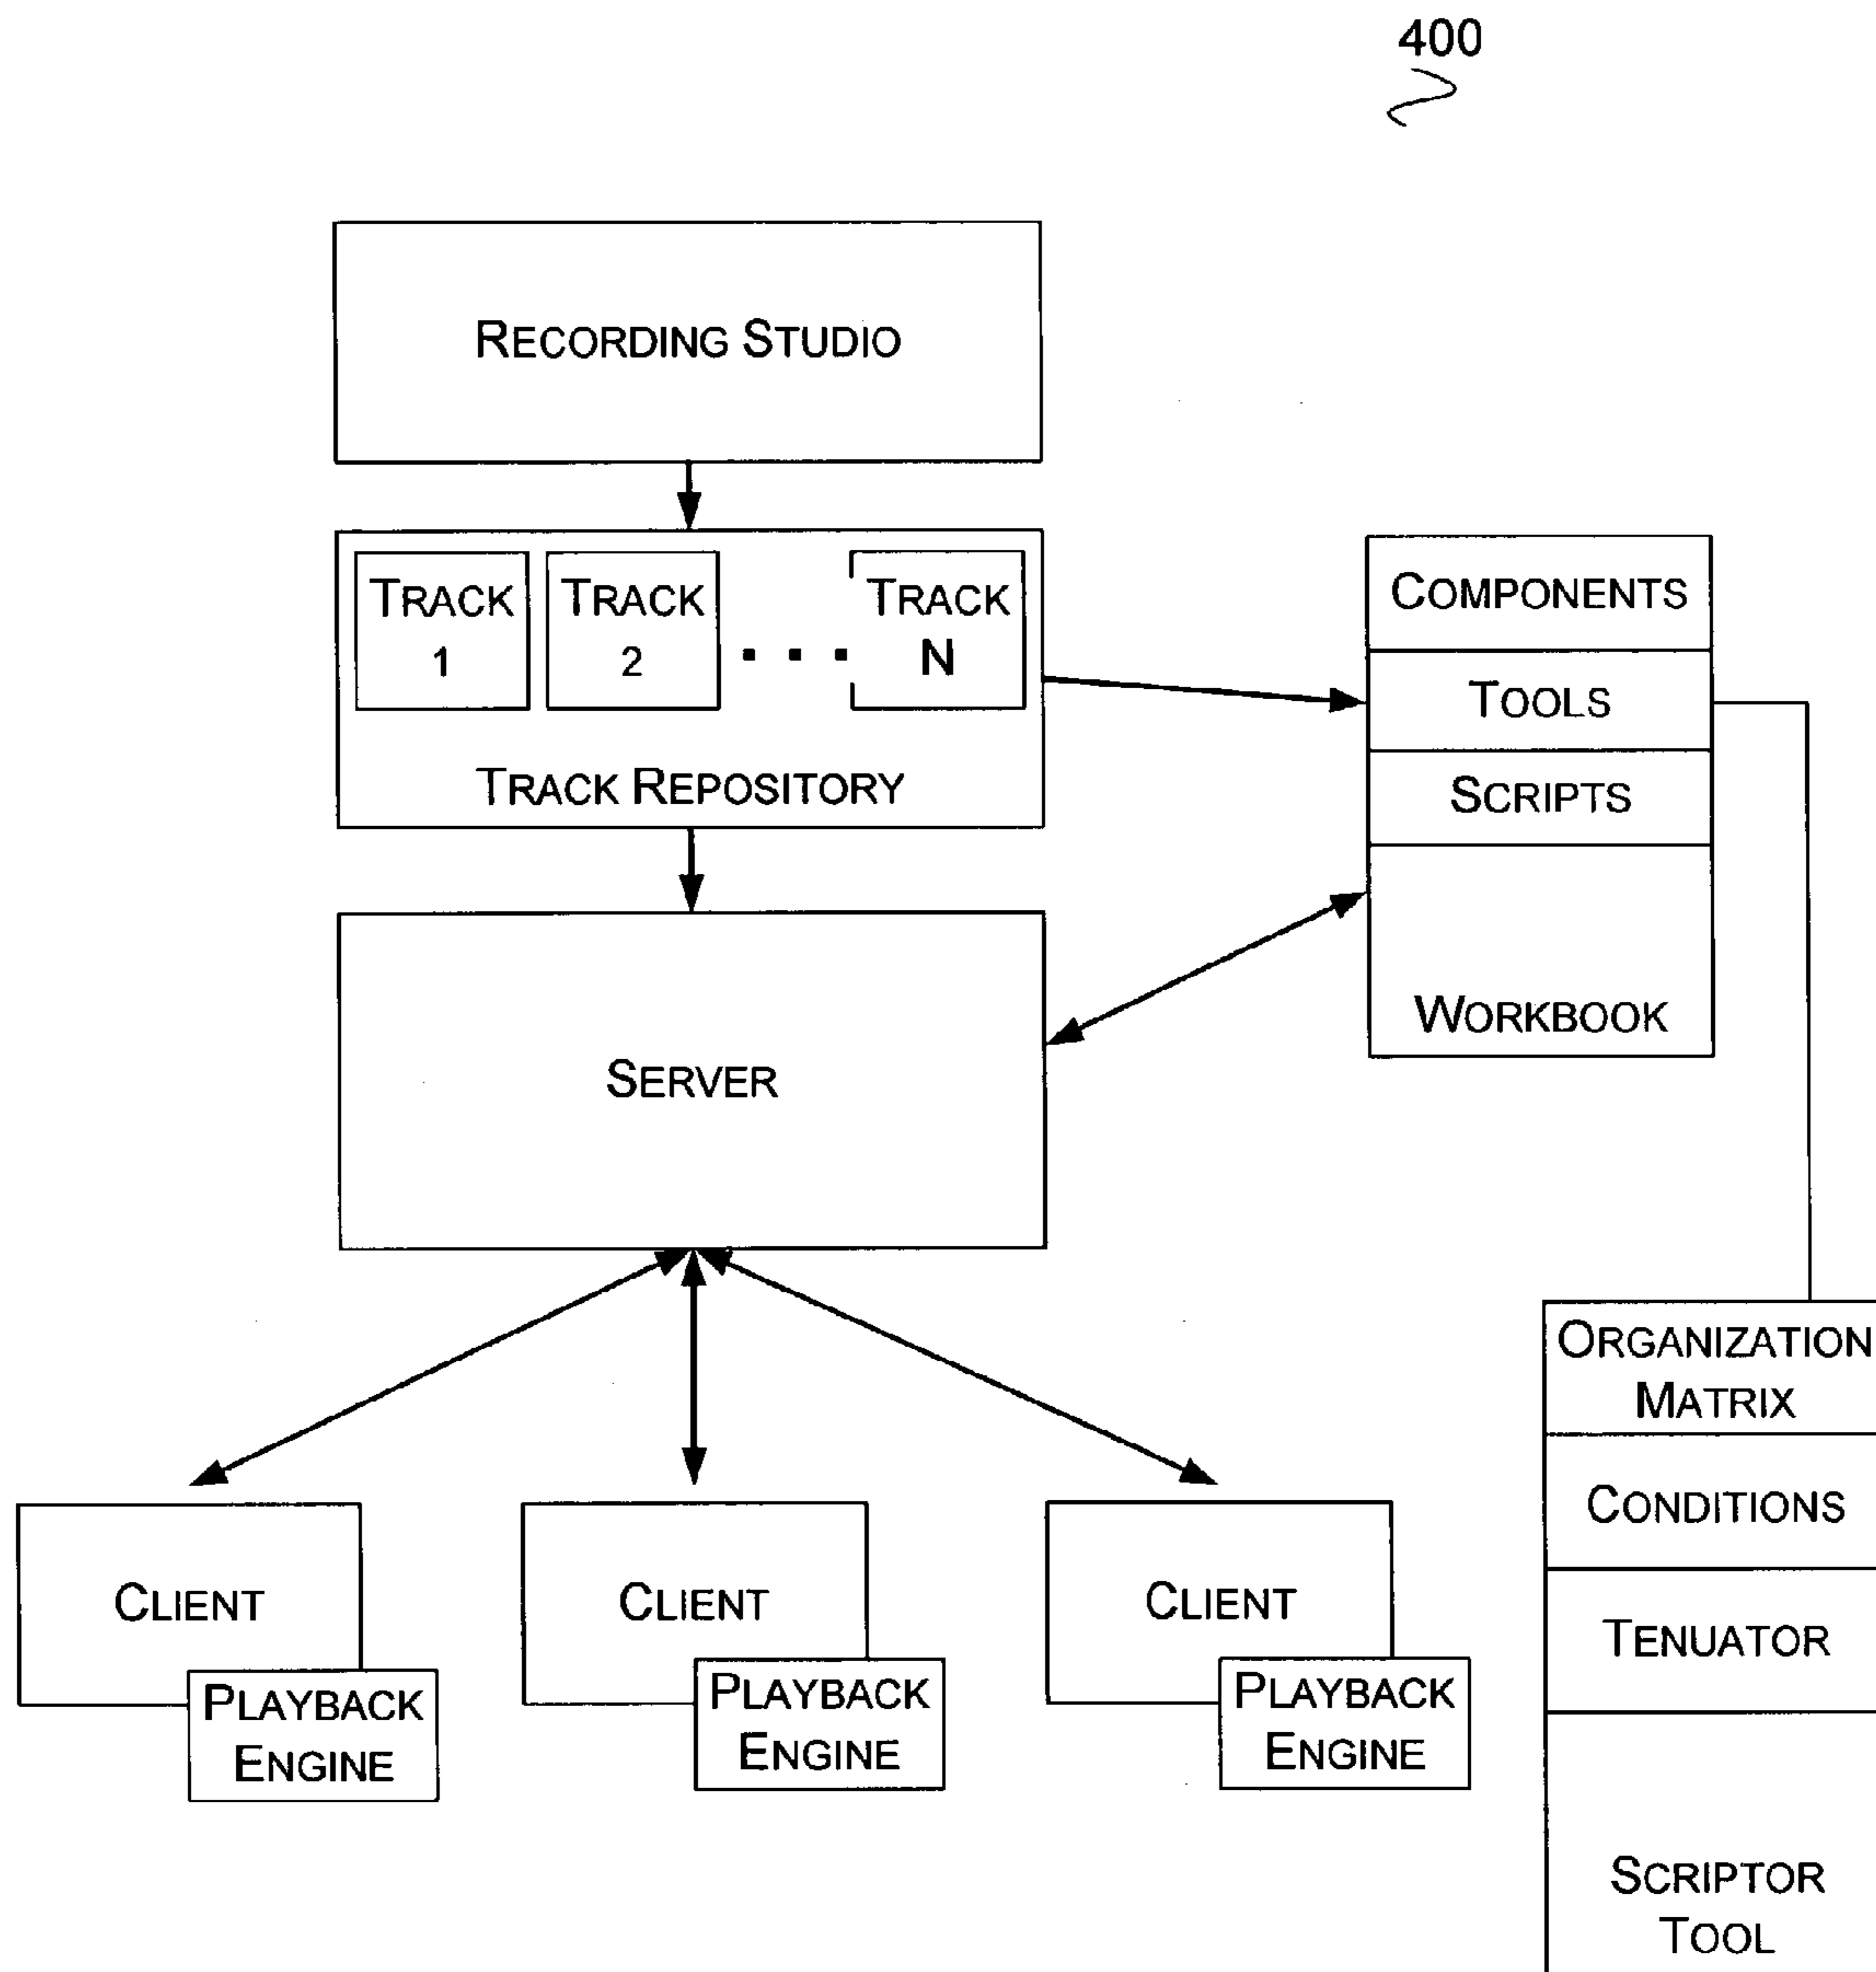 400
RECORDING STUDIO
TRACK
1
TRACK
2
. . .
TRACK
N
TRACK REPOSITORY
COMPONENTS
TOOLS
SCRIPTS
WORKBOOK
SERVER
CLIENT
PLAYBACK
ENGINE
CLIENT
PLAYBACK
ENGINE
CLIENT
PLAYBACK
ENGINE
ORGANIZATION
MATRIX
CONDITIONS
TENUATOR
SCRIPTOR
TOOL